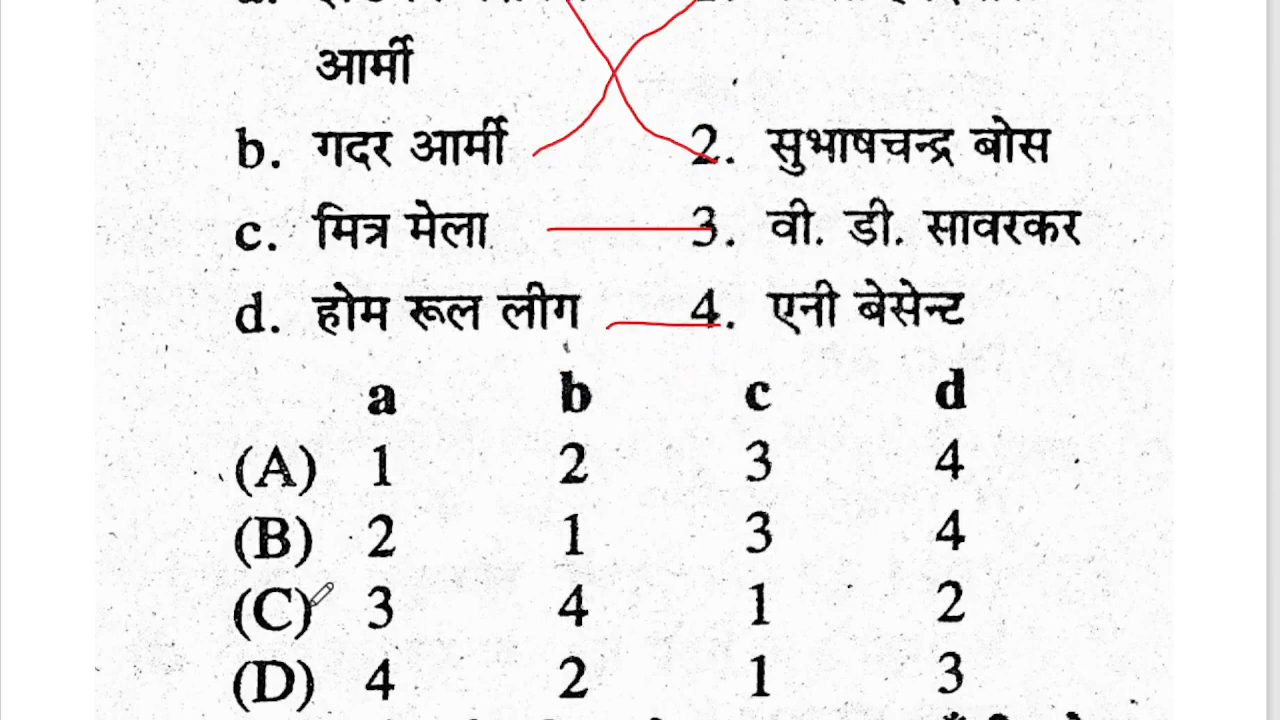 आर्मी
b. गदर आर्मी 2. सुभाषचन्द्र बोस
c. मित्र मेला 3. वी. डी. सावरकर
d. होम रूल लीग 4. एनी बेसेन्ट
a b c d
(A) 1 2 3 4
(B) 2 1 3 4
(C) 3 4 1 2
(D) 4 2 1 3